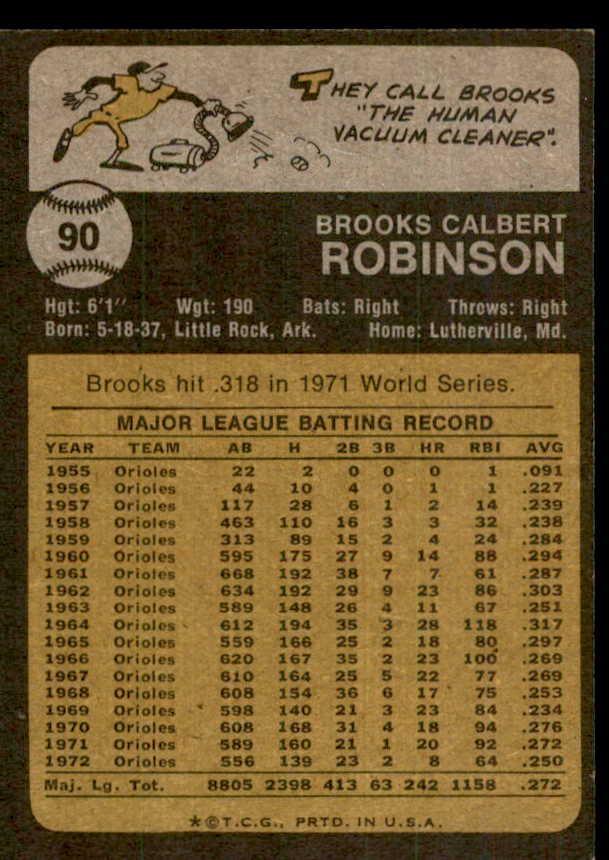 THEY CALL BROOKS
"THE HUMAN
VACUUM CLEANER".
90
BROOKS CALBERT
ROBINSON
Hgt: 6'1" Wgt: 190 Bats: Right Throws: Right
Born: 5-18-37, Little Rock, Ark. Home: Lutherville, Md.
Brooks hit .318 in 1971 World Series.
MAJOR LEAGUE BATTING RECORD
YEAR TEAM AB H 2B 3B HR RBI AVG
1955 Orioles 22 2 0 0 0 1 .091
1956 Orioles 44 10 4 0 1 1 .227
1957 Orioles 117 28 6 1 2 14 .239
1958 Orioles 463 110 16 3 3 32 .238
1959 Orioles 313 89 15 2 4 24 .284
1960 Orioles 595 175 27 9 14 88 .294
1961 Orioles 668 192 38 7 7 61 .287
1962 Orioles 634 192 29 9 23 86 .303
1963 Orioles 589 148 26 4 11 67 .251
1964 Orioles 612 194 35 3 28 118 .317
1965 Orioles 559 166 25 2 18 80 .297
1966 Orioles 620 167 35 2 23 100 .269
1967 Orioles 610 164 25 5 22 77 .269
1968 Orioles 608 154 36 6 17 75 .253
1969 Orioles 598 140 21 3 23 84 .234
1970 Orioles 608 168 31 4 18 94 .276
1971 Orioles 589 160 21 1 20 92 .272
1972 Orioles 556 139 23 2 8 64 .250
Maj. Lg. Tot. 8805 2398 413 63 242 1158 .272
*©T.C.G., PRTD. IN U.S.A.